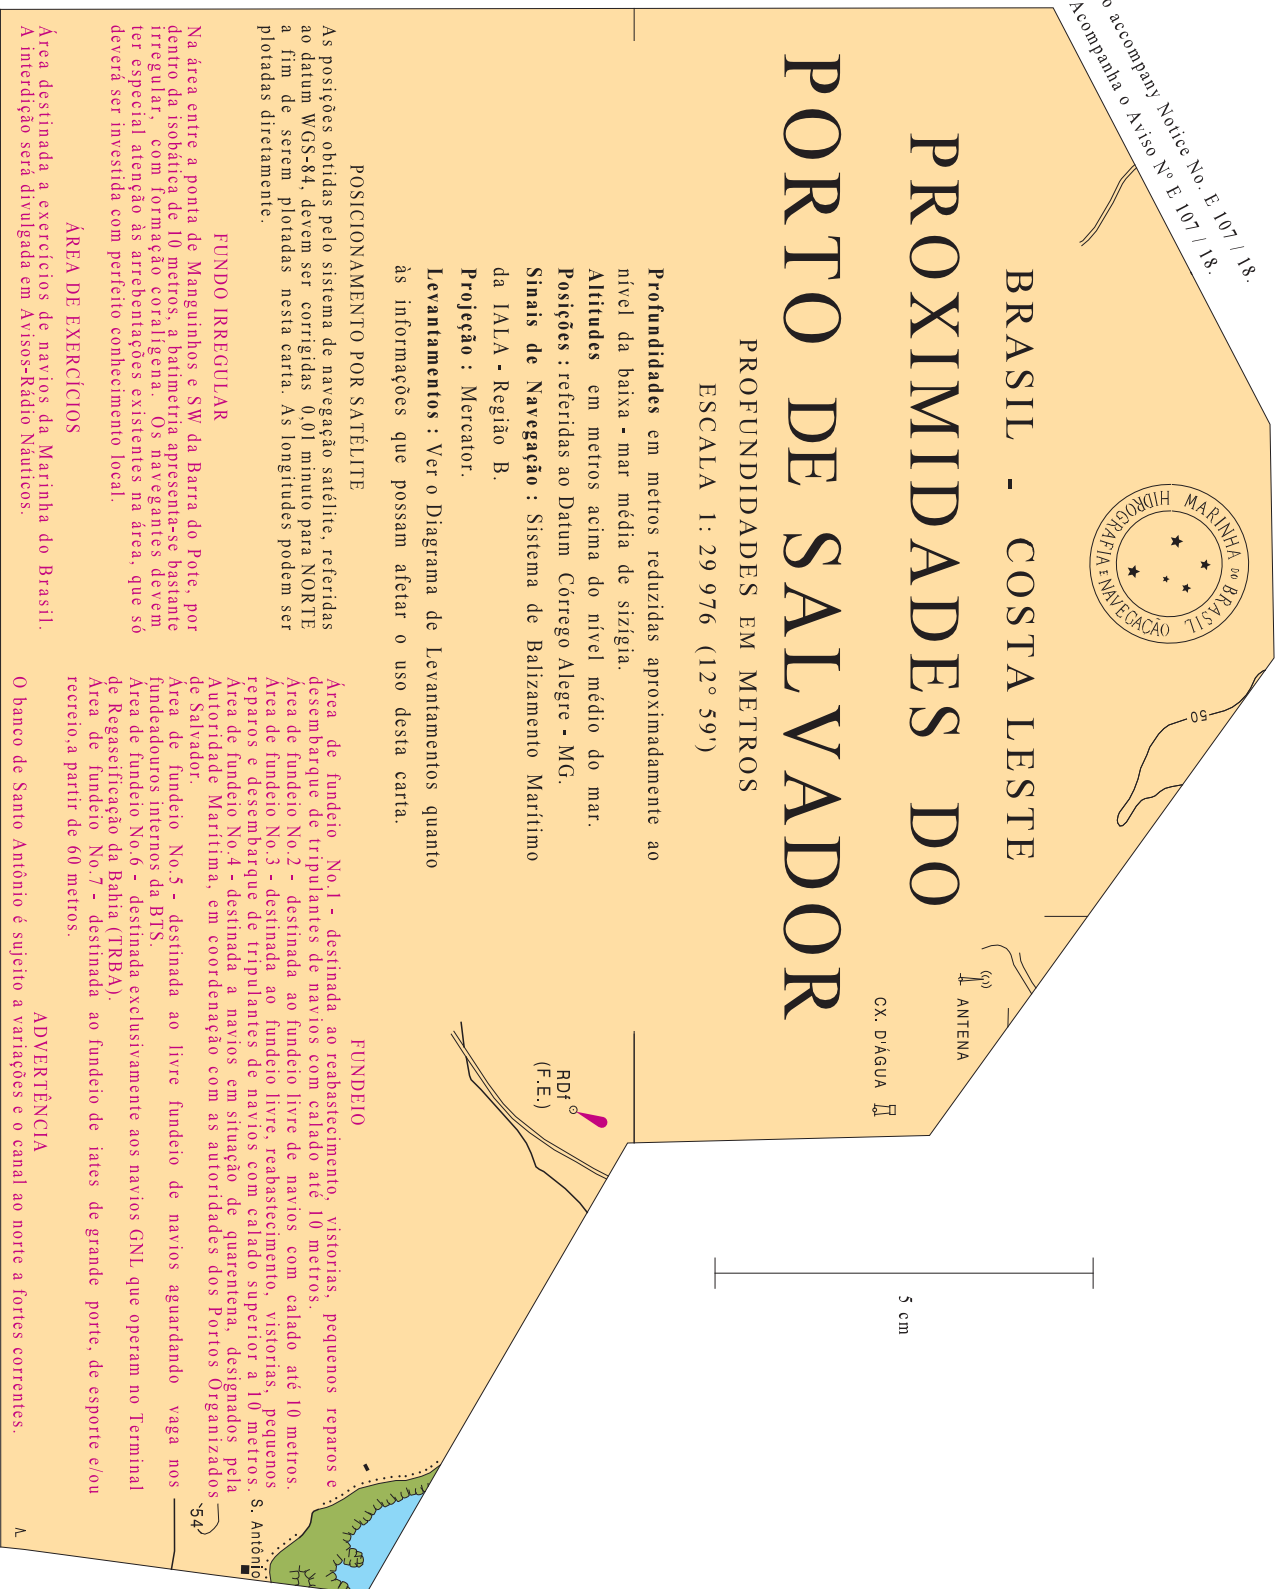 To accompany Notice No. E 107 / 18.
Acompanha o Aviso Nº E 107 / 18.
MARINHA DO BRASIL
HIDROGRAFIA E NAVEGAÇÃO
BRASIL - COSTA LESTE
PROXIMIDADES DO
PORTO DE SALVADOR
PROFUNDIDADES EM METROS
ESCALA 1: 29 976 (12° 59')
Profundidades em metros reduzidas aproximadamente ao
nível da baixa - mar média de sizígia.
Altitudes em metros acima do nível médio do mar.
Posições : referidas ao Datum Córrego Alegre - MG.
Sinais de Navegação : Sistema de Balizamento Marítimo
da IALA - Região B.
Projeção : Mercator.
Levantamentos : Ver o Diagrama de Levantamentos quanto
às informações que possam afetar o uso desta carta.
POSICIONAMENTO POR SATÉLITE
As posições obtidas pelo sistema de navegação satélite, referidas
ao datum WGS-84, devem ser corrigidas 0,01 minuto para NORTE
a fim de serem plotadas nesta carta. As longitudes podem ser
plotadas diretamente.
FUNDO IRREGULAR
Na área entre a ponta de Manguinhos e SW da Barra do Pote, por
dentro da isobática de 10 metros, a batimetria apresenta-se bastante
irregular, com formação coralígena. Os navegantes devem
ter especial atenção às arrebentações existentes na área, que só
deverá ser investida com perfeito conhecimento local.
ÁREA DE EXERCÍCIOS
Área destinada a exercícios de navios da Marinha do Brasil.
A interdição será divulgada em Avisos-Rádio Náuticos.
FUNDEIO
Área de fundeio No.1 - destinada ao reabastecimento, vistorias, pequenos reparos e
desembarque de tripulantes de navios com calado até 10 metros.
Área de fundeio No.2 - destinada ao fundeio livre de navios com calado até 10 metros.
Área de fundeio No.3 - destinada ao fundeio livre, reabastecimento, vistorias, pequenos
reparos e desembarque de tripulantes de navios com calado superior a 10 metros.
Área de fundeio No.4 - destinada a navios em situação de quarentena, designados pela
Autoridade Marítima, em coordenação com as autoridades dos Portos Organizados
de Salvador.
Área de fundeio No.5 - destinada ao livre fundeio de navios aguardando vaga nos
fundeadouros internos da BTS.
Área de fundeio No.6 - destinada exclusivamente aos navios GNL que operam no Terminal
de Regaseificação da Bahia (TRBA).
Área de fundeio No.7 - destinada ao fundeio de iates de grande porte, de esporte e/ou
recreio,a partir de 60 metros.
ADVERTÊNCIA
O banco de Santo Antônio é sujeito a variações e o canal ao norte a fortes correntes.
50
ANTENA
CX. D'ÁGUA
RDf
(F.E.)
5 cm
S. Antônio
54